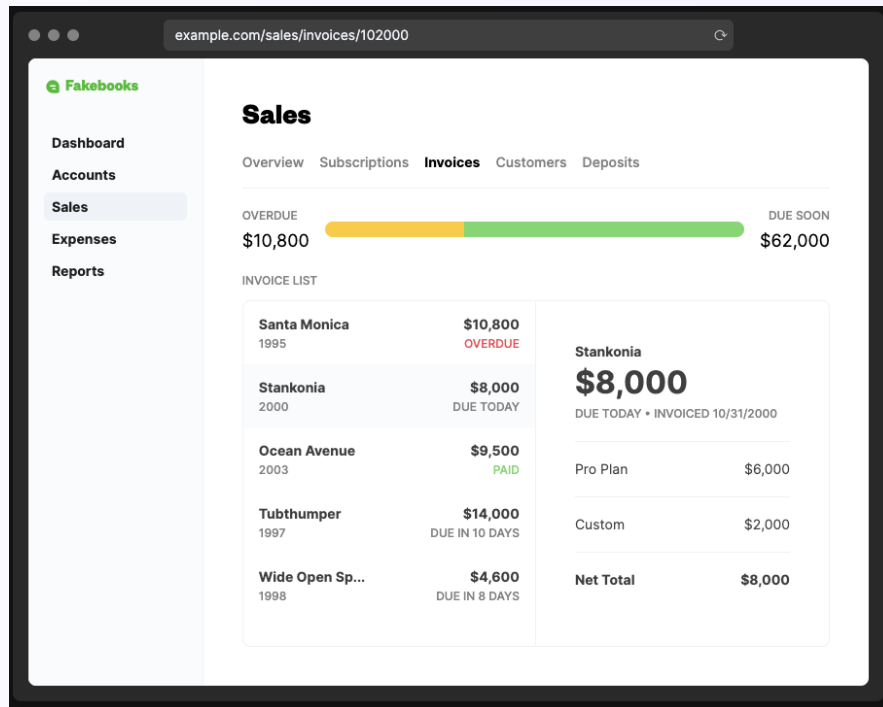 example.com/sales/invoices/102000
Fakebooks
Dashboard
Accounts
Sales
Expenses
Reports
Sales
Overview Subscriptions Invoices Customers Deposits
OVERDUE
$10,800
DUE SOON
$62,000
INVOICE LIST
Santa Monica $10,800
1995 OVERDUE
Stankonia $8,000
2000 DUE TODAY
Ocean Avenue $9,500
2003 PAID
Tubthumper $14,000
1997 DUE IN 10 DAYS
Wide Open Sp... $4,600
1998 DUE IN 8 DAYS
Stankonia
$8,000
DUE TODAY • INVOICED 10/31/2000
Pro Plan $6,000
Custom $2,000
Net Total $8,000